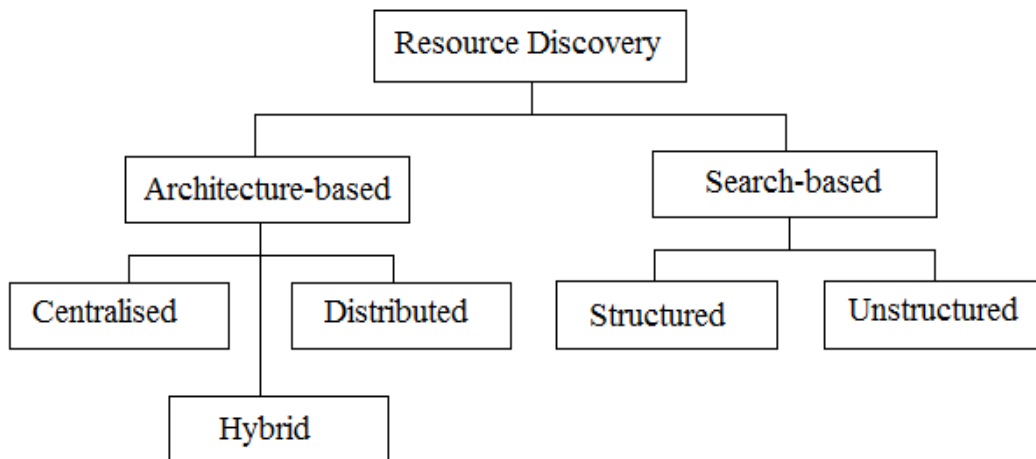 Resource Discovery
Architecture-based
Search-based
Centralised
Distributed
Structured
Unstructured
Hybrid